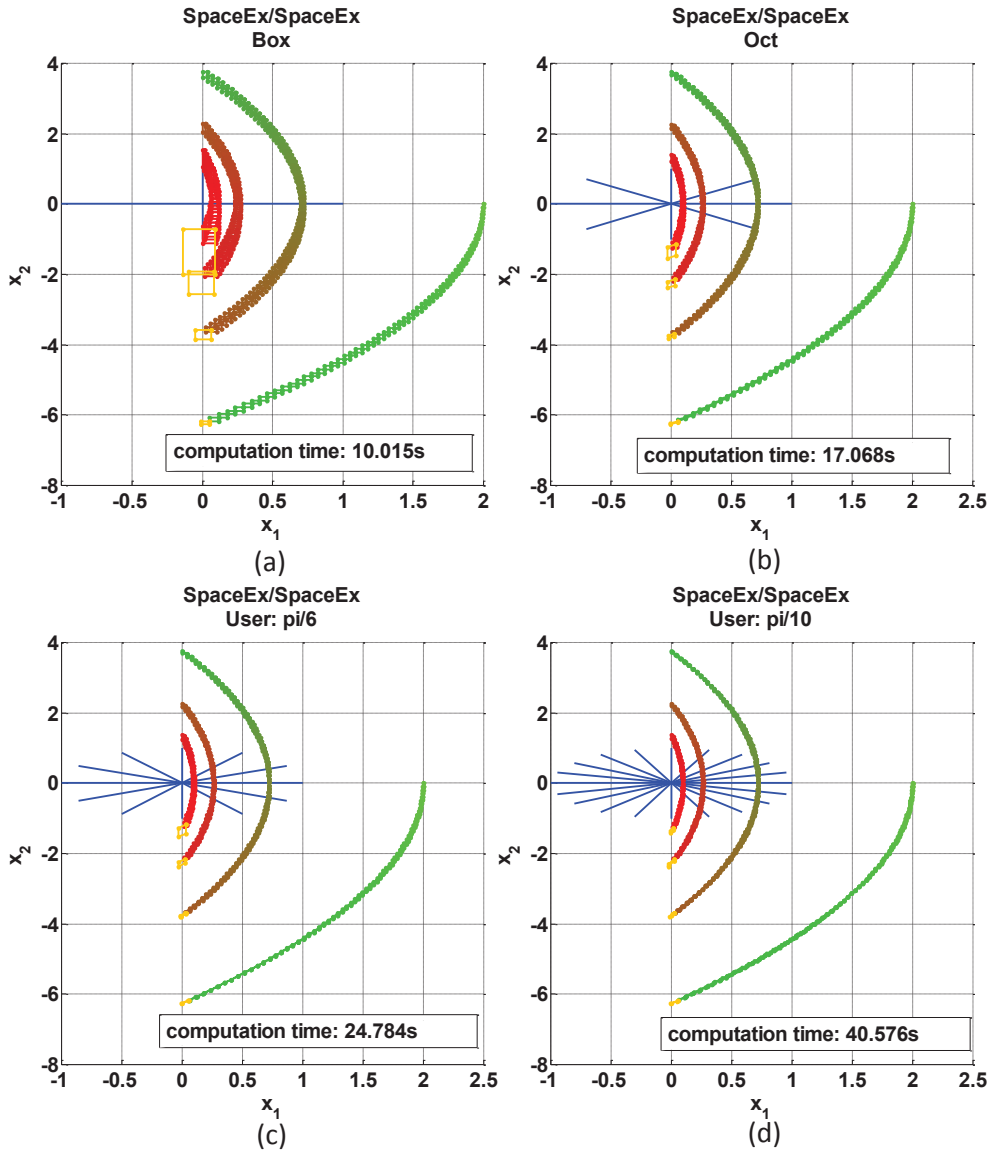 SpaceEx/SpaceEx
Box
4
2
0
-2
-4
-6
-8
x2
-1
-0.5
0
0.5
1
1.5
2
x1
computation time: 10.015s
(a)
SpaceEx/SpaceEx
Oct
4
2
0
-2
-4
-6
-8
x2
-1
-0.5
0
0.5
1
1.5
2
2.5
x1
computation time: 17.068s
(b)
SpaceEx/SpaceEx
User: pi/6
4
2
0
-2
-4
-6
-8
x2
-1
-0.5
0
0.5
1
1.5
2
2.5
x1
computation time: 24.784s
(c)
SpaceEx/SpaceEx
User: pi/10
4
2
0
-2
-4
-6
-8
x2
-1
-0.5
0
0.5
1
1.5
2
2.5
x1
computation time: 40.576s
(d)